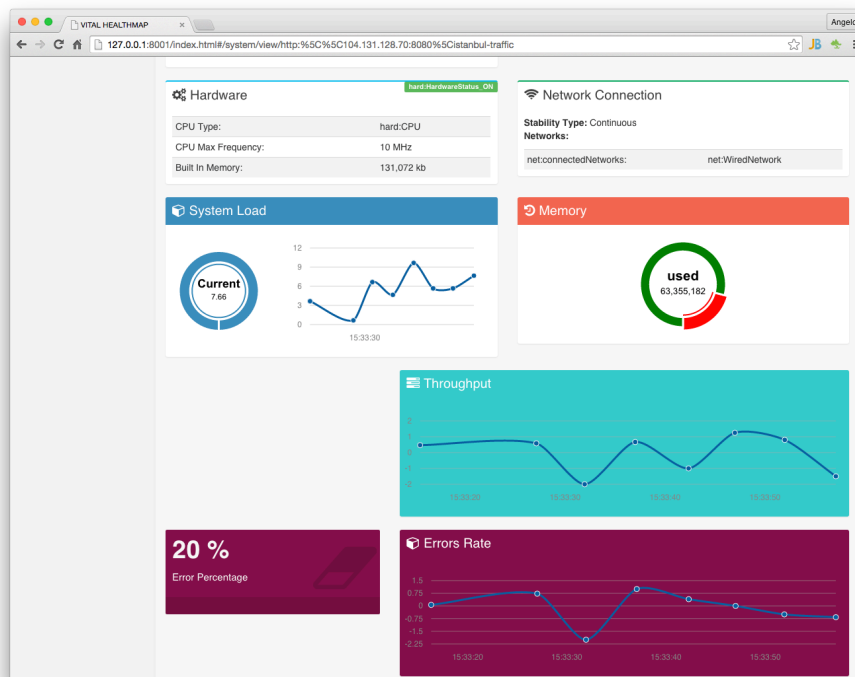 VITAL HEALTHMAP
Angelo
127.0.0.1:8001/index.html#/system/view/http:%5C%5C104.131.128.70:8080%5Cistanbul-traffic
JB
Hardware
hard:HardwareStatus_ON
CPU Type: hard:CPU
CPU Max Frequency: 10 MHz
Built In Memory: 131,072 kb
Network Connection
Stability Type: Continuous
Networks:
net:connectedNetworks: net:WiredNetwork
System Load
Current
7.66
12
9
6
3
0
15:33:30
Memory
used
63,355,182
Throughput
2
1
0
-1
-2
15:33:20 15:33:30 15:33:40 15:33:50
20 %
Error Percentage
Errors Rate
1.5
0.75
0
-0.75
-1.5
-2.25
15:33:20 15:33:30 15:33:40 15:33:50